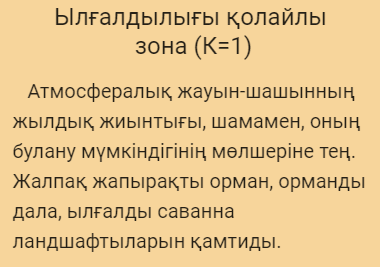 Ылғалдылығы қолайлы
зона (К=1)
Атмосфералық жауын-шашынның
жылдық жиынтығы, шамамен, оның
булану мүмкіндігінің мөлшеріне тең.
Жалпақ жапырақты орман, орманды
дала, ылғалды саванна
ландшафтыларын қамтиды.